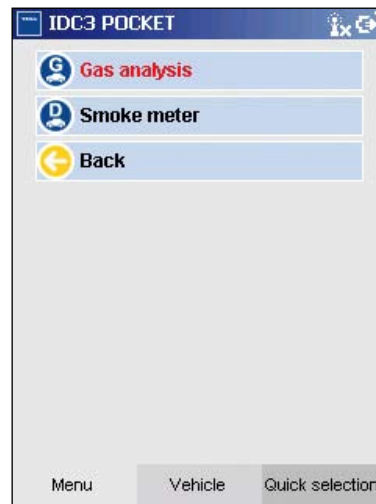 IDC3 POCKET
G Gas analysis
D Smoke meter
Back
Menu Vehicle Quick selection